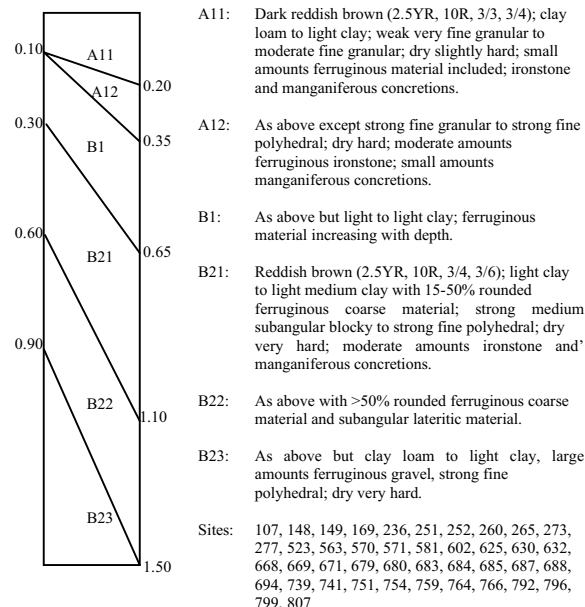 0.10
A11
0.20
A12
0.30
0.35
B1
0.60
0.65
B21
0.90
B22
1.10
B23
1.50
A11: Dark reddish brown (2.5YR, 10R, 3/3, 3/4); clay
loam to light clay; weak very fine granular to
moderate fine granular; dry slightly hard; small
amounts ferruginous material included; ironstone
and manganiferous concretions.
A12: As above except strong fine granular to strong fine
polyhedral; dry hard; moderate amounts
ferruginous ironstone; small amounts
manganiferous concretions.
B1: As above but light to light clay; ferruginous
material increasing with depth.
B21: Reddish brown (2.5YR, 10R, 3/4, 3/6); light clay
to light medium clay with 15-50% rounded
ferruginous coarse material; strong medium
subangular blocky to strong fine polyhedral; dry
very hard; moderate amounts ironstone and’
manganiferous concretions.
B22: As above with >50% rounded ferruginous coarse
material and subangular lateritic material.
B23: As above but clay loam to light clay, large
amounts ferruginous gravel, strong fine
polyhedral; dry very hard.
Sites: 107, 148, 149, 169, 236, 251, 252, 260, 265, 273,
277, 523, 563, 570, 571, 581, 602, 625, 630, 632,
668, 669, 671, 679, 680, 683, 684, 685, 687, 688,
694, 739, 741, 751, 754, 759, 764, 766, 792, 796,
799, 807